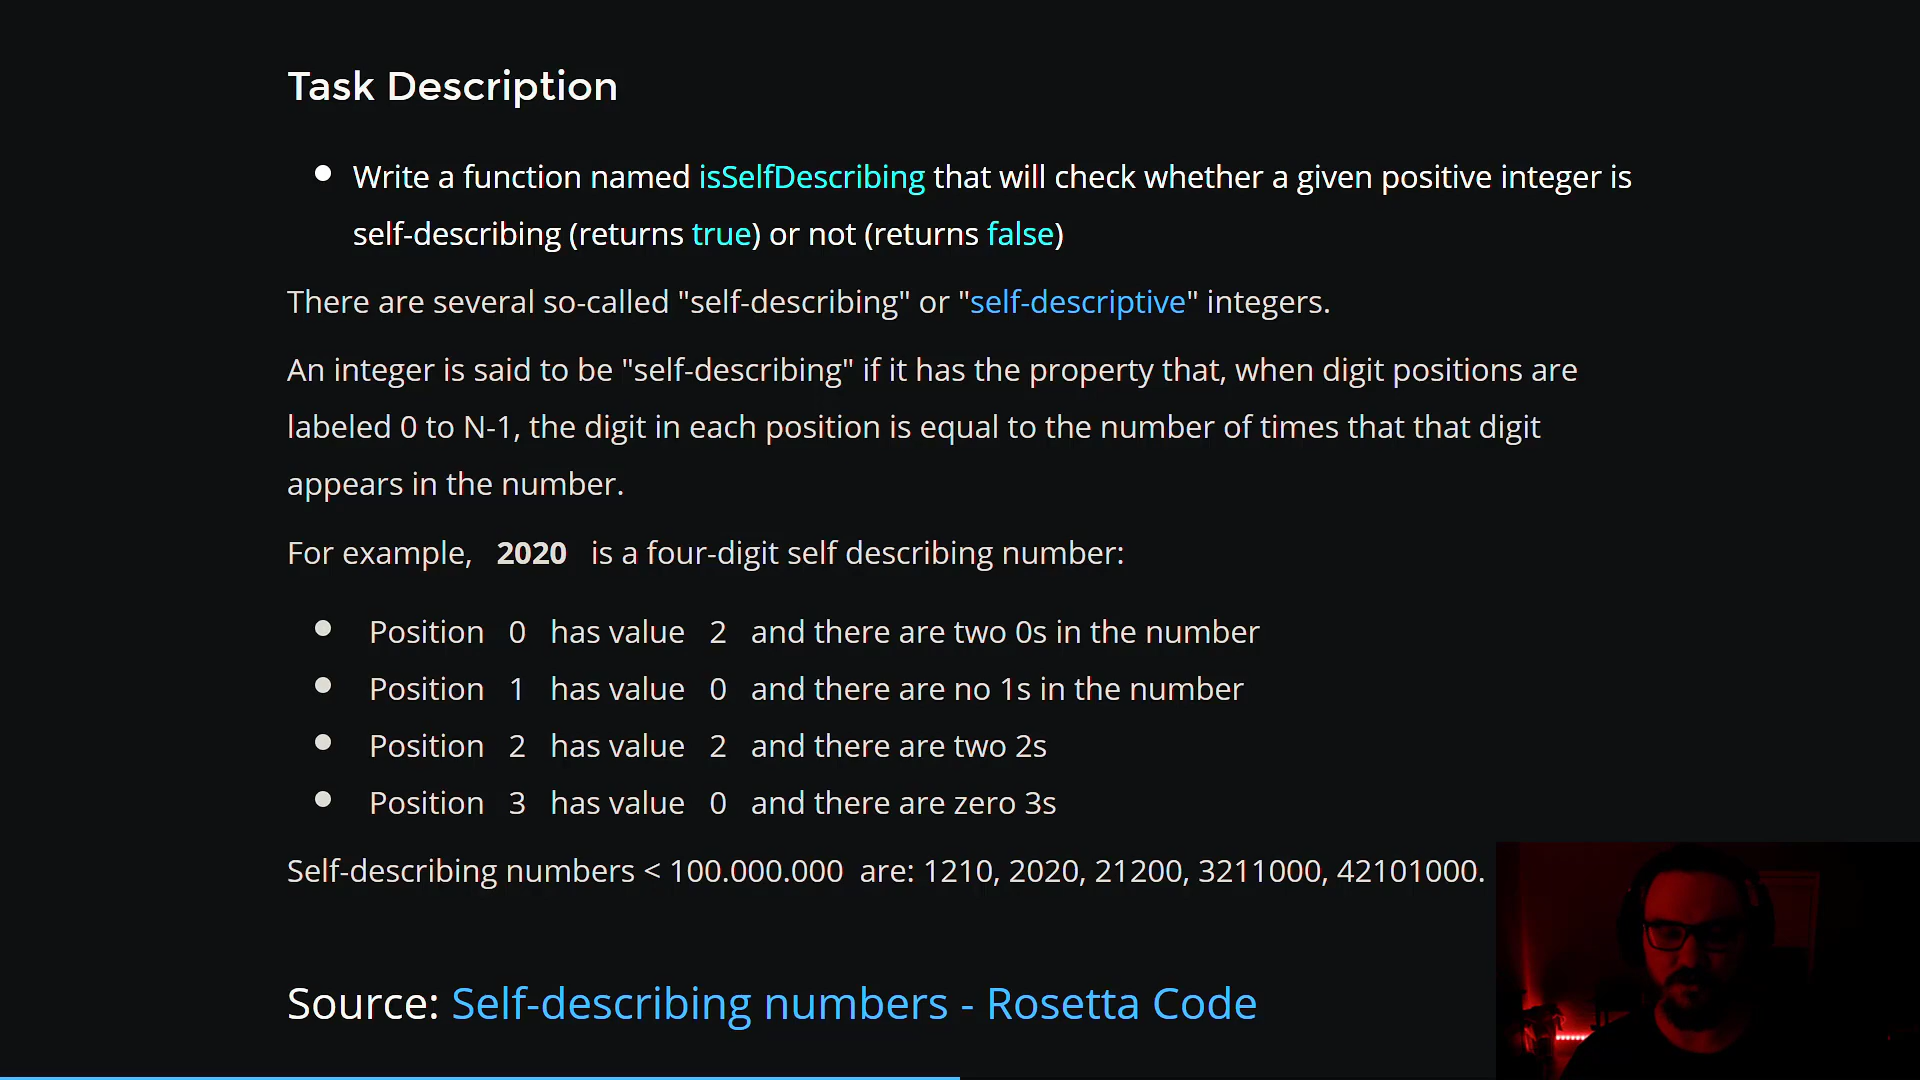 Task Description
Write a function named isSelfDescribing that will check whether a given positive integer is
self-describing (returns true) or not (returns false)
There are several so-called "self-describing" or "self-descriptive" integers.
An integer is said to be "self-describing" if it has the property that, when digit positions are
labeled 0 to N-1, the digit in each position is equal to the number of times that that digit
appears in the number.
For example, 2020 is a four-digit self describing number:
Position 0 has value 2 and there are two 0s in the number
Position 1 has value 0 and there are no 1s in the number
Position 2 has value 2 and there are two 2s
Position 3 has value 0 and there are zero 3s
Self-describing numbers < 100.000.000 are: 1210, 2020, 21200, 3211000, 42101000.
Source: Self-describing numbers - Rosetta Code